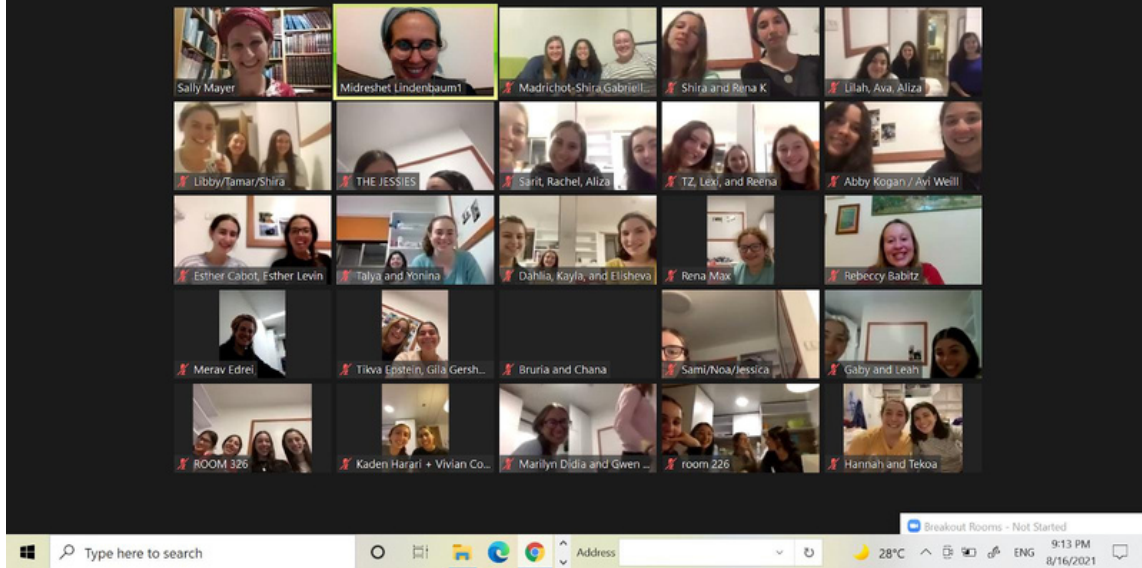 Sally Mayer
Midreshet Lindenbaum1
Madrichot-Shira,Gabriel l...
Shira and Rena K
Lilah, Ava, Aliza
Libby/Tamar/Shira
THE JESSIES
Sarit, Rachel, Aliza
TZ, Lexi, and Reena
Abby Kogan / Avi Weill
Esther Cabot, Esther Levin
Talya and Yonina
Dahlia, Kayla, and Elisheva
Rena Max
Rebeccy Babitz
Merav Edrei
Tikva Epstein, Gila Gersh...
Bruria and Chana
Sami/Noa/Jessica
Gaby and Leah
ROOM 326
Kaden Harari + Vivian Co...
Marilyn Didia and Gwen ...
room 226
Hannah and Tekoa
Breakout Rooms - Not Started
Type here to search
Address
28°C
ENG
9:13 PM
8/16/2021